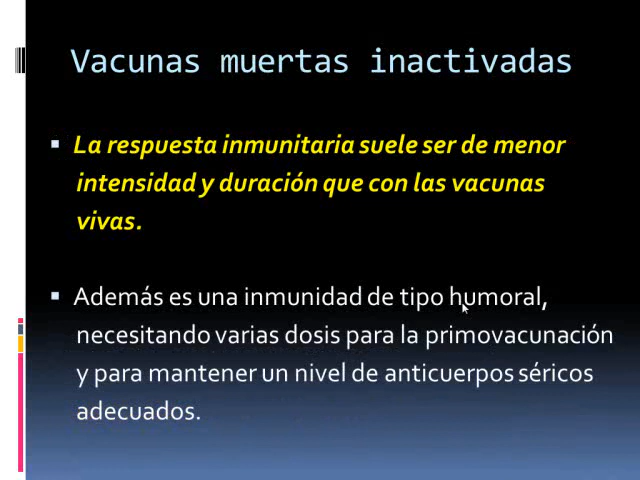 Vacunas muertas inactivadas
La respuesta inmunitaria suele ser de menor
intensidad y duración que con las vacunas
vivas.
Además es una inmunidad de tipo humoral,
necesitando varias dosis para la primovacunación
y para mantener un nivel de anticuerpos séricos
adecuados.